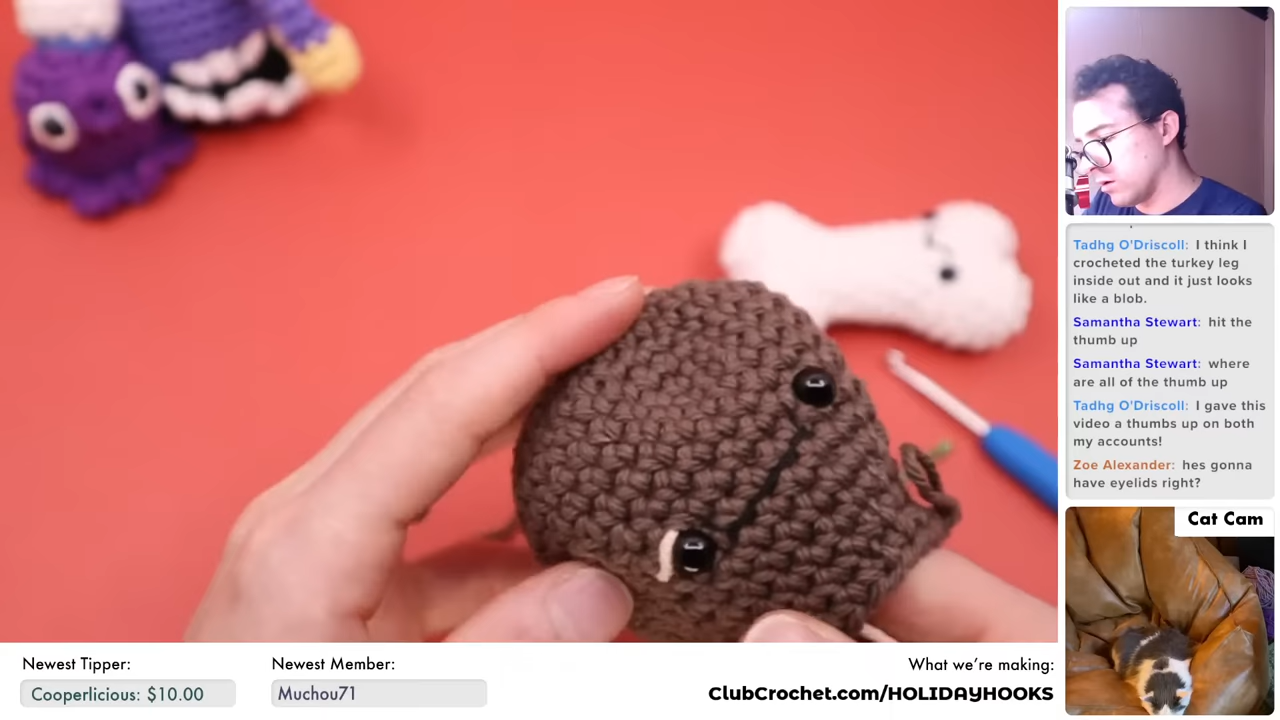 Tadhg O'Driscoll: I think I
crocheted the turkey leg
inside out and it just looks
like a blob.
Samantha Stewart: hit the
thumb up
Samantha Stewart: where
are all of the thumb up
Tadhg O'Driscoll: I gave this
video a thumbs up on both
my accounts!
Zoe Alexander: hes gonna
have eyelids right?
Cat Cam
Newest Tipper:
Cooperlicious: $10.00
Newest Member:
Muchou71
What we're making:
ClubCrochet.com/HOLIDAYHOOKS